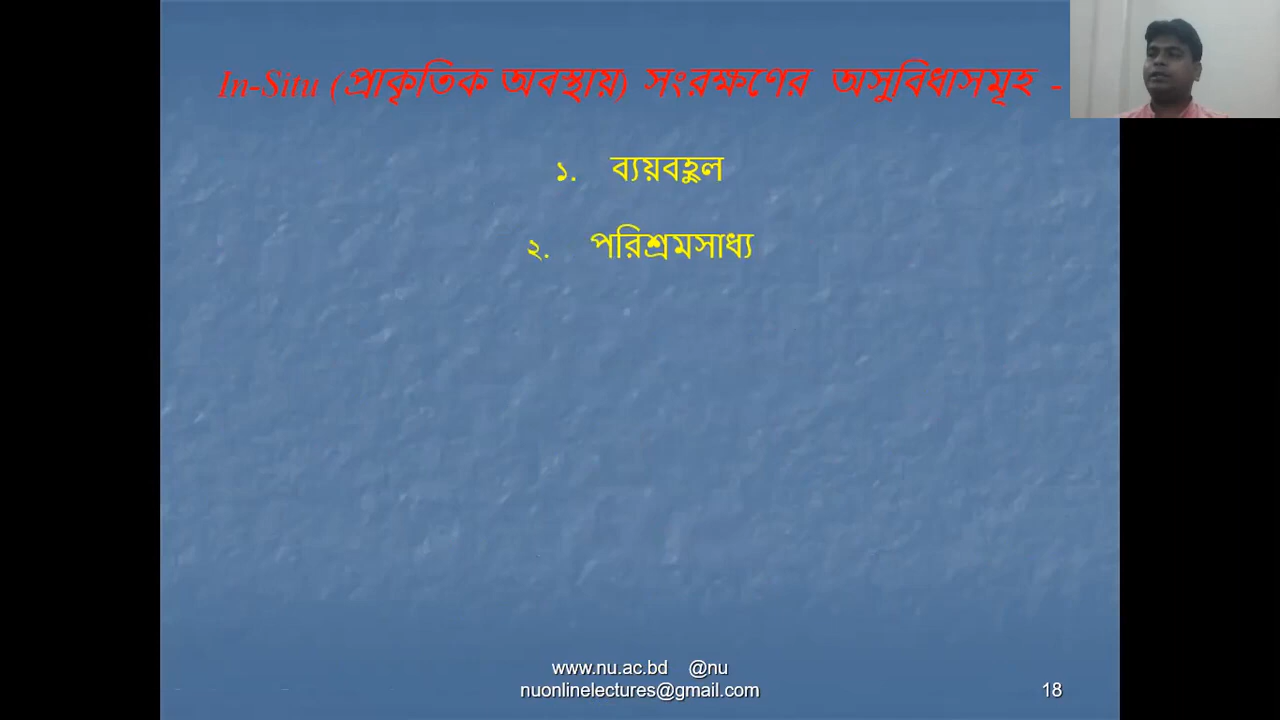 In-Situ (প্রাকৃতিক অবস্থায়) সংরক্ষণের অসুবিধাসমূহ -
১. ব্যয়বহুল
২. পরিশ্রমসাধ্য
www.nu.ac.bd @nu
nuonlinelectures@gmail.com
18